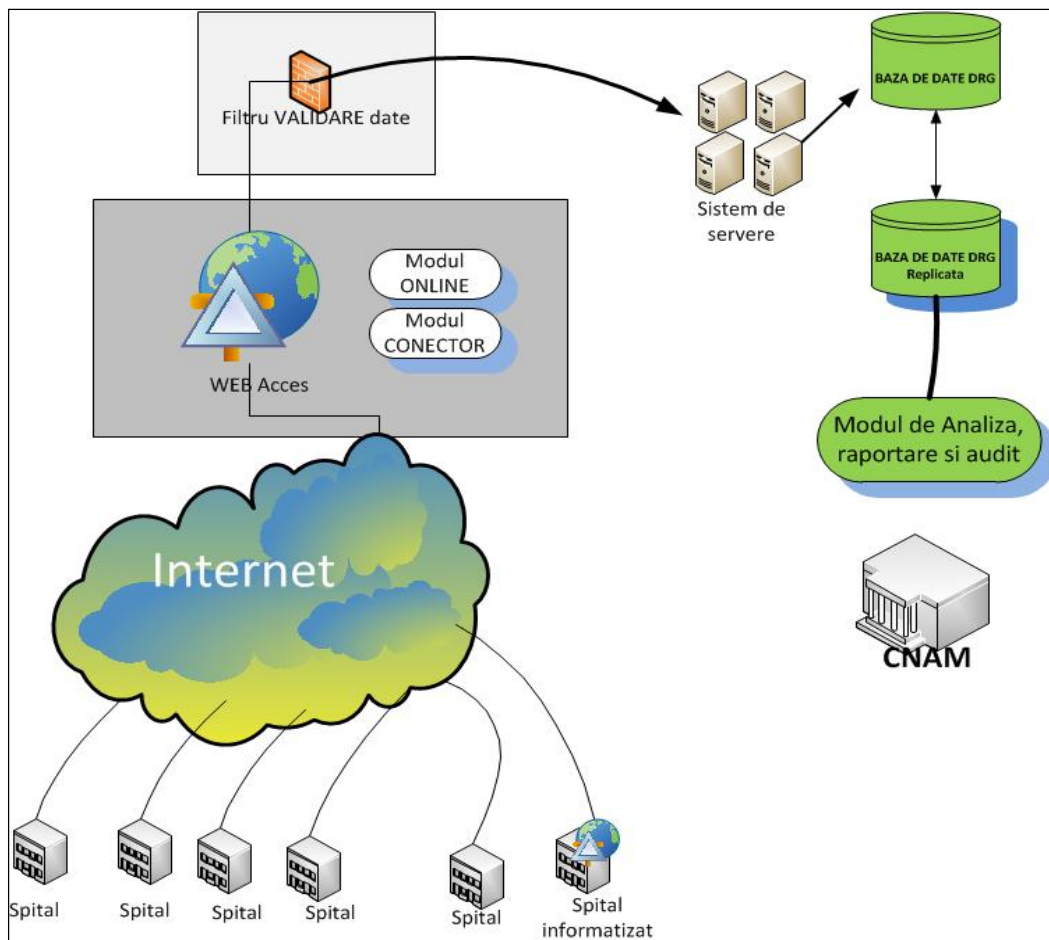 Filtru VALIDARE date
BAZA DE DATE DRG
Sistem de
servere
BAZA DE DATE DRG
Replicata
Modul
ONLINE
Modul
CONECTOR
WEB Acces
Modul de Analiza,
raportare si audit
Internet
CNAM
Spital
Spital
Spital
Spital
Spital
Spital
informatizat